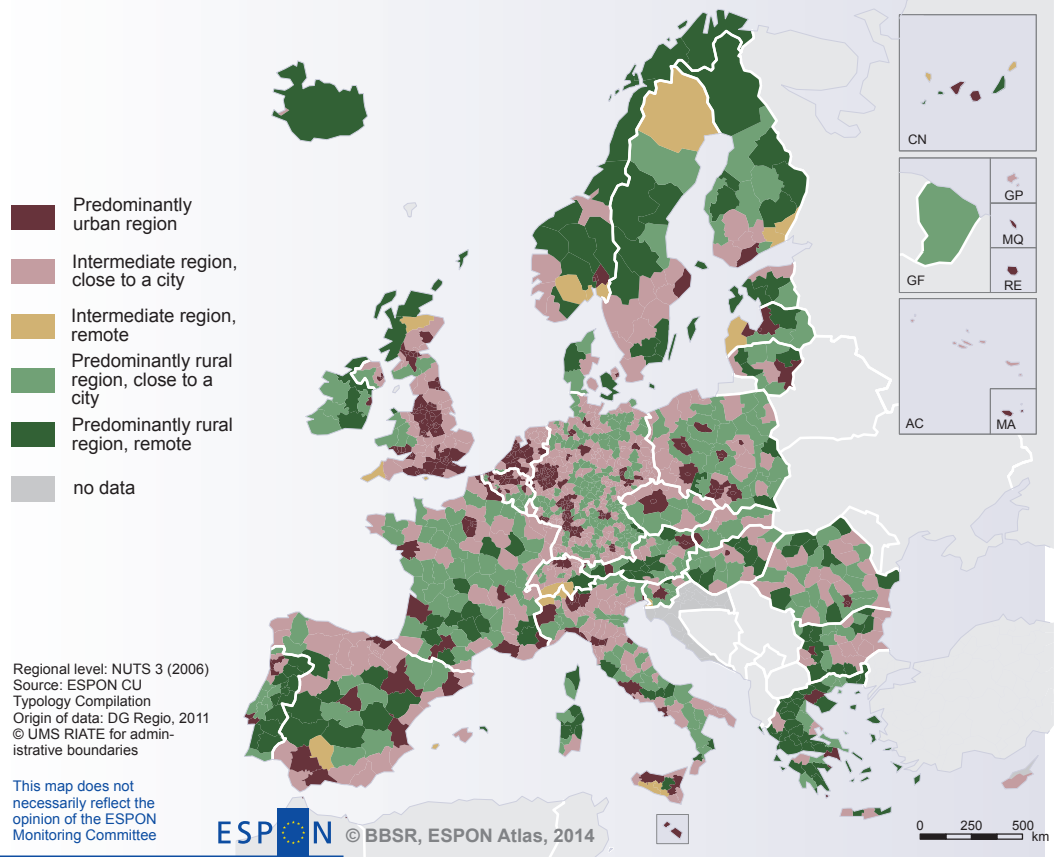 Predominantly
urban region
Intermediate region,
close to a city
Intermediate region,
remote
Predominantly rural
region, close to a
city
Predominantly rural
region, remote
no data
Regional level: NUTS 3 (2006)
Source: ESPON CU
Typology Compilation
Origin of data: DG Regio, 2011
© UMS RIATE for admin-
istrative boundaries
This map does not
necessarily reflect the
opinion of the ESPON
Monitoring Committee
ESPON
© BBSR, ESPON Atlas, 2014
CN
GF
GP
MQ
RE
AC
MA
0 250 500
km